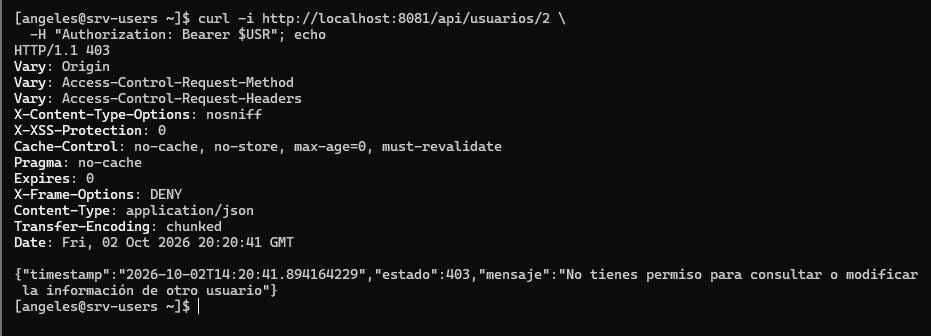 [angeles@srv-users ~]$ curl -i http://localhost:8081/api/usuarios/2 \
  -H "Authorization: Bearer $USR"; echo
HTTP/1.1 403
Vary: Origin
Vary: Access-Control-Request-Method
Vary: Access-Control-Request-Headers
X-Content-Type-Options: nosniff
X-XSS-Protection: 0
Cache-Control: no-cache, no-store, max-age=0, must-revalidate
Pragma: no-cache
Expires: 0
X-Frame-Options: DENY
Content-Type: application/json
Transfer-Encoding: chunked
Date: Fri, 02 Oct 2026 20:20:41 GMT

{"timestamp":"2026-10-02T14:20:41.894164229","estado":403,"mensaje":"No tienes permiso para consultar o modificar
 la información de otro usuario"}
[angeles@srv-users ~]$